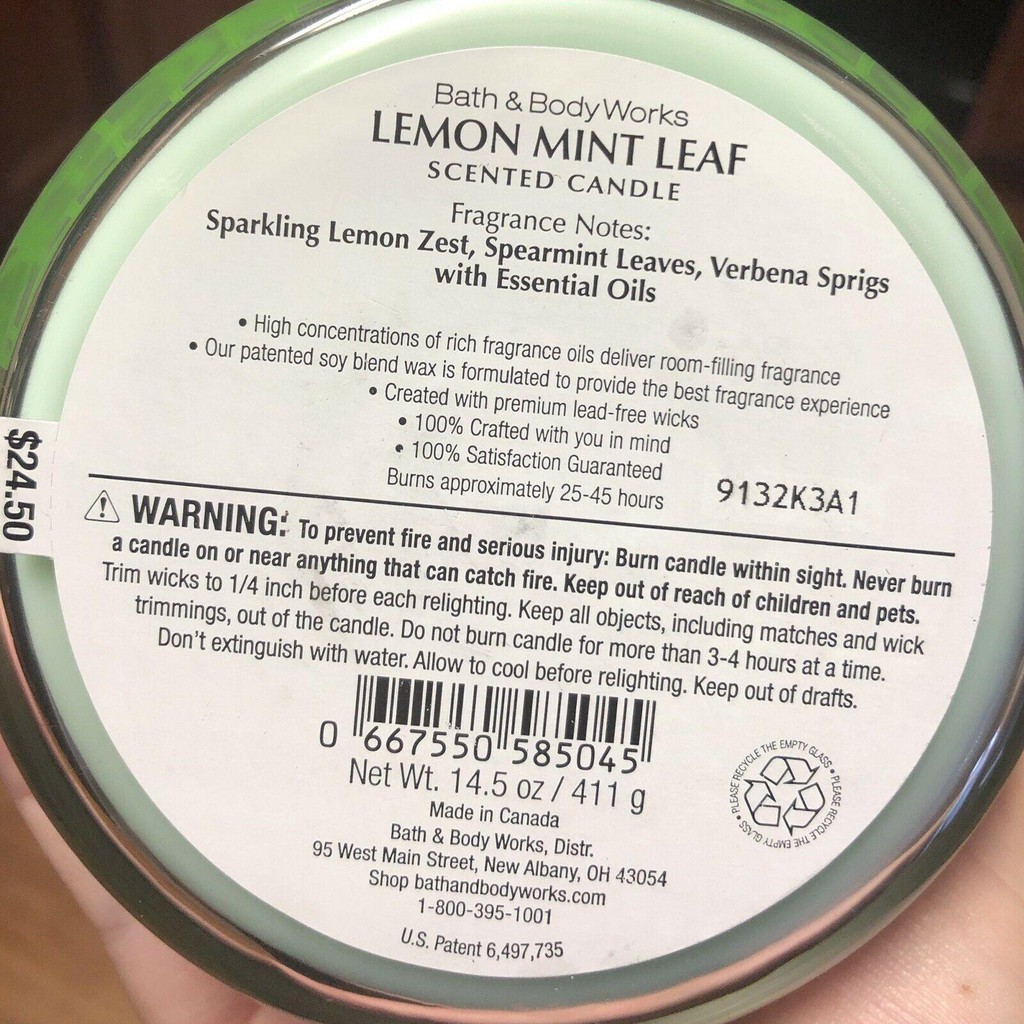 Bath & Body Works
LEMON MINT LEAF
SCENTED CANDLE
Fragrance Notes:
Sparkling Lemon Zest, Spearmint Leaves, Verbena Sprigs
with Essential Oils
• High concentrations of rich fragrance oils deliver room-filling fragrance
• Our patented soy blend wax is formulated to provide the best fragrance experience
• Created with premium lead-free wicks
• 100% Crafted with you in mind
• 100% Satisfaction Guaranteed
Burns approximately 25-45 hours
9132K3A1
$24.50
WARNING: To prevent fire and serious injury: Burn candle within sight. Never burn
a candle on or near anything that can catch fire. Keep out of reach of children and pets.
Trim wicks to 1/4 inch before each relighting. Keep all objects, including matches and wick
trimmings, out of the candle. Do not burn candle for more than 3-4 hours at a time.
Don't extinguish with water. Allow to cool before relighting. Keep out of drafts.
0 667550 585045
Net Wt. 14.5 oz / 411 g
Made in Canada
Bath & Body Works, Distr.
95 West Main Street, New Albany, OH 43054
Shop bathandbodyworks.com
1-800-395-1001
U.S. Patent 6,497,735
• PLEASE RECYCLE THE EMPTY GLASS • PLEASE RECYCLE THE EMPTY GLASS